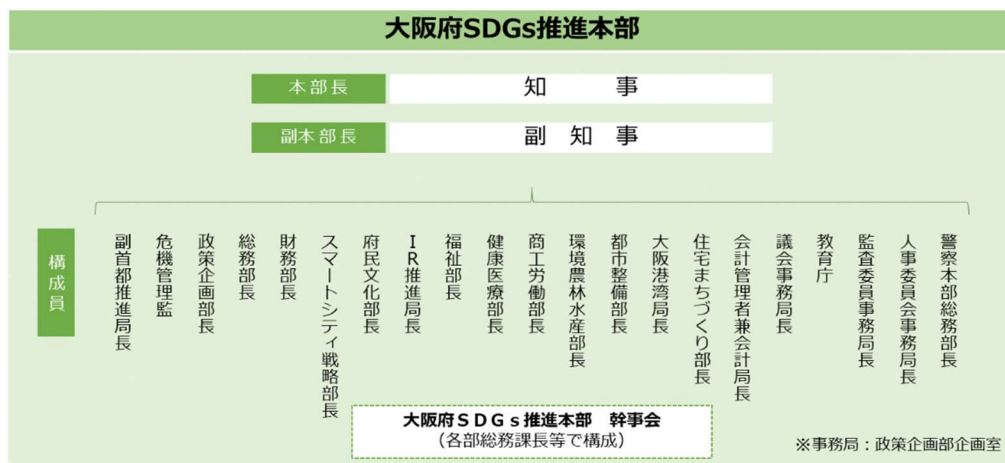 大阪府SDGs推進本部
本部長 知 事
副本部長 副 知 事
構成員
副首都推進局長
危機管理監
政策企画部長
総務部長
財務部長
スマートシティ戦略部長
府民文化部長
IR推進局長
福祉部長
健康医療部長
商工労働部長
環境農林水産部長
都市整備部長
大阪港湾局長
住宅まちづくり部長
会計管理者兼会計局長
議会事務局長
教育庁
監査委員事務局長
人事委員会事務局長
警察本部総務部長
大阪府SDGs推進本部 幹事会
(各部総務課長等で構成)
※事務局:政策企画部企画室